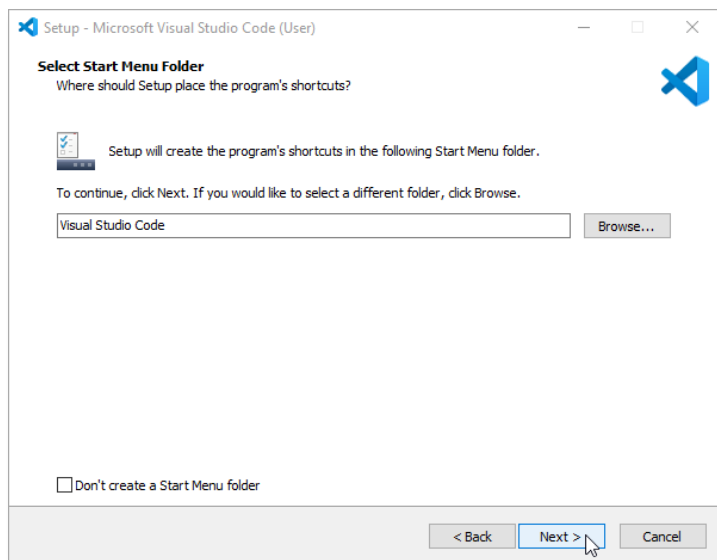 Setup - Microsoft Visual Studio Code (User)
Select Start Menu Folder
Where should Setup place the program's shortcuts?
Setup will create the program's shortcuts in the following Start Menu folder.
To continue, click Next. If you would like to select a different folder, click Browse.
Visual Studio Code
Browse...
Don't create a Start Menu folder
< Back
Next >
Cancel